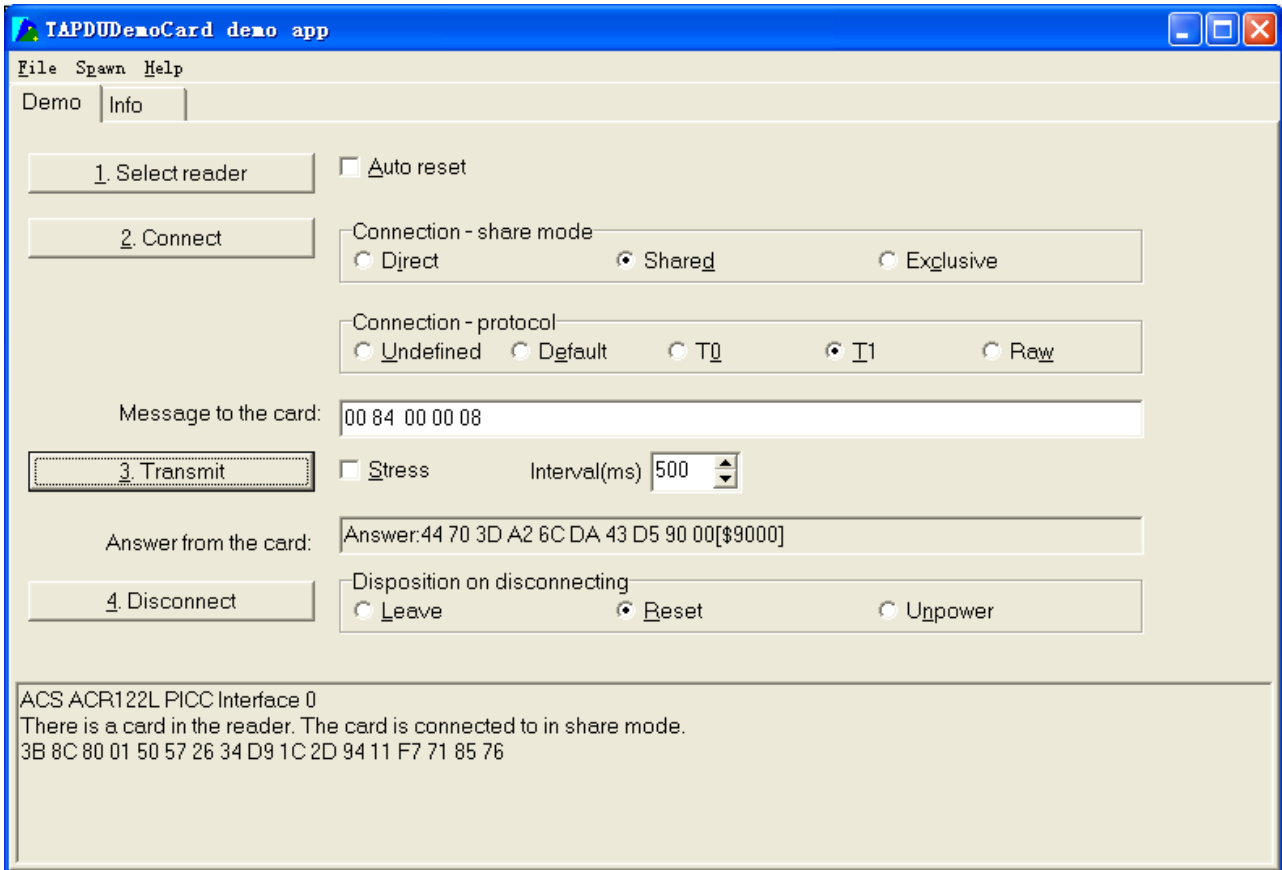 TAPDUDemoCard demo app
File Spawn Help
Demo Info
1. Select reader Auto reset
2. Connect Connection - share mode
Direct Shared Exclusive
Connection - protocol
Undefined Default T0 T1 Raw
Message to the card: 00 84  00 00 08
3. Transmit Stress Interval(ms) 500
Answer from the card: Answer:44 70 3D A2 6C DA 43 D5 90 00[$9000]
4. Disconnect Disposition on disconnecting
Leave Reset Unpower
ACS ACR122L PICC Interface 0
There is a card in the reader. The card is connected to in share mode.
3B 8C 80 01 50 57 26 34 D9 1C 2D 94 11 F7 71 85 76